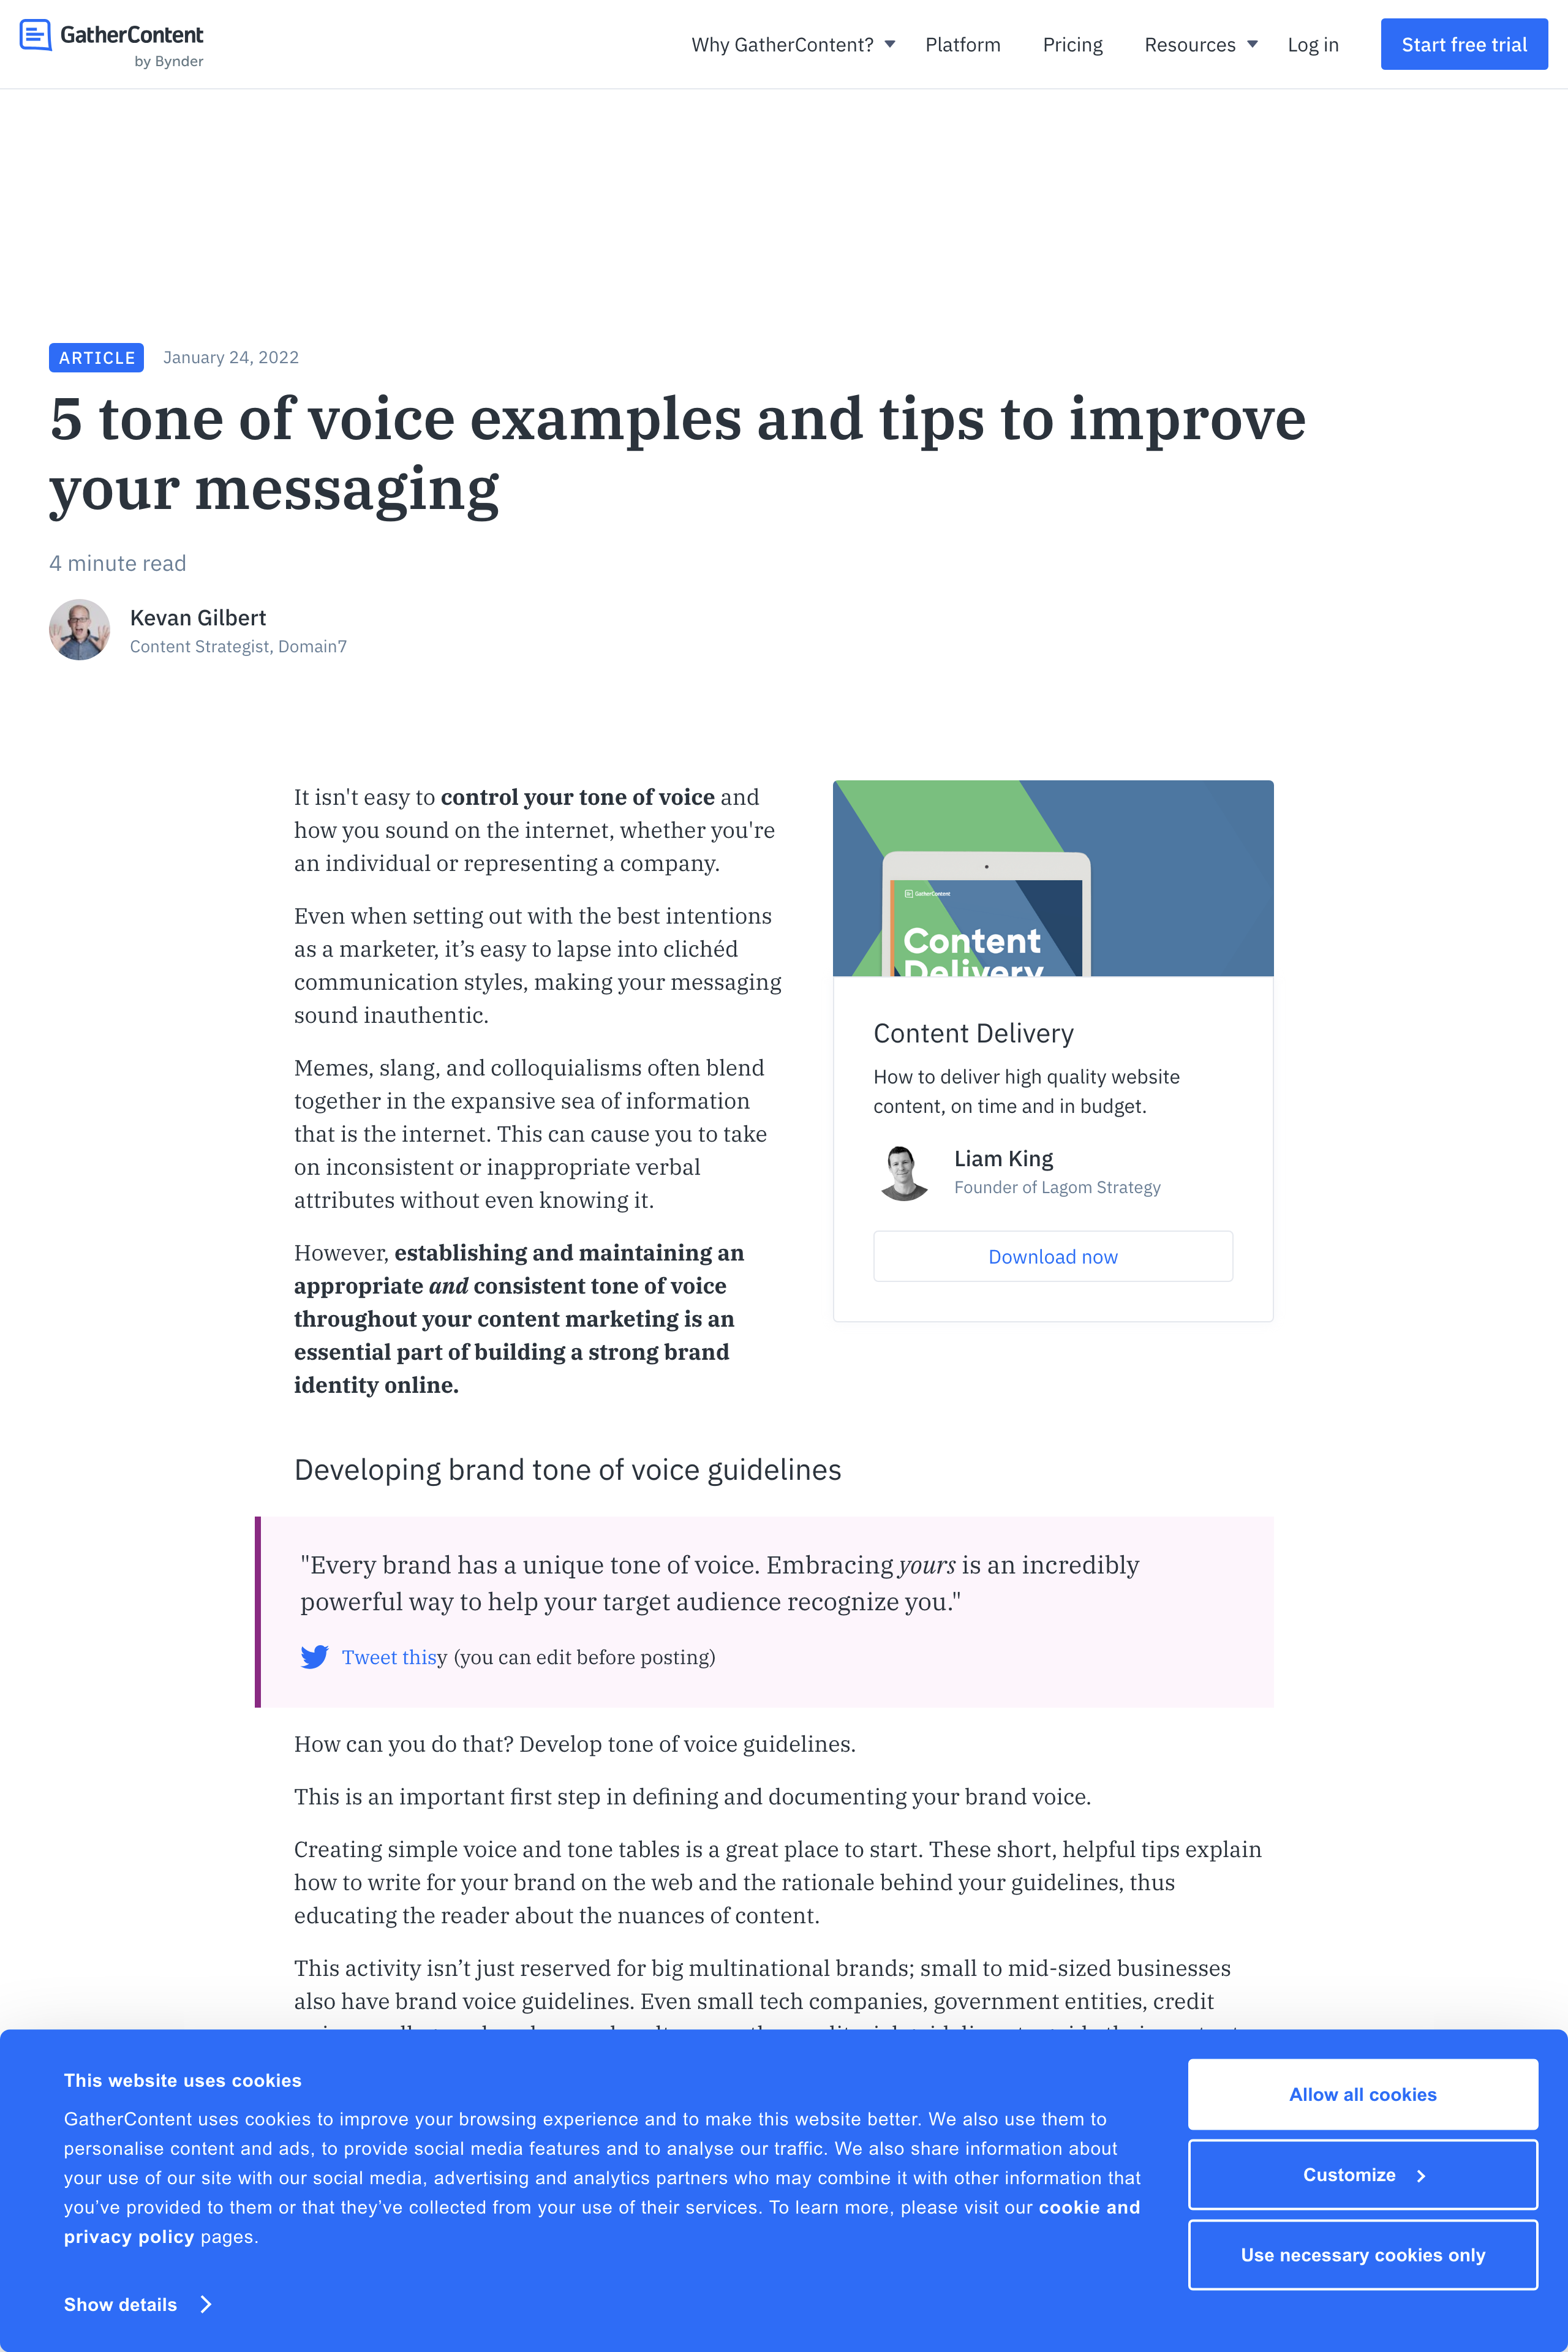 GatherContent
by Bynder
Why GatherContent?
Platform
Pricing
Resources
Log in
Start free trial
ARTICLE
January 24, 2022
5 tone of voice examples and tips to improve
your messaging
4 minute read
Kevan Gilbert
Content Strategist, Domain7
It isn't easy to control your tone of voice and
how you sound on the internet, whether you're
an individual or representing a company.
Even when setting out with the best intentions
as a marketer, it’s easy to lapse into clichéd
communication styles, making your messaging
sound inauthentic.
Memes, slang, and colloquialisms often blend
together in the expansive sea of information
that is the internet. This can cause you to take
on inconsistent or inappropriate verbal
attributes without even knowing it.
However, establishing and maintaining an
appropriate and consistent tone of voice
throughout your content marketing is an
essential part of building a strong brand
identity online.
GatherContent
Content
Delivery
Content Delivery
How to deliver high quality website
content, on time and in budget.
Liam King
Founder of Lagom Strategy
Download now
Developing brand tone of voice guidelines
"Every brand has a unique tone of voice. Embracing yours is an incredibly
powerful way to help your target audience recognize you."
Tweet thisy (you can edit before posting)
How can you do that? Develop tone of voice guidelines.
This is an important first step in defining and documenting your brand voice.
Creating simple voice and tone tables is a great place to start. These short, helpful tips explain
how to write for your brand on the web and the rationale behind your guidelines, thus
educating the reader about the nuances of content.
This activity isn’t just reserved for big multinational brands; small to mid-sized businesses
also have brand voice guidelines. Even small tech companies, government entities, credit
This website uses cookies
GatherContent uses cookies to improve your browsing experience and to make this website better. We also use them to
personalise content and ads, to provide social media features and to analyse our traffic. We also share information about
your use of our site with our social media, advertising and analytics partners who may combine it with other information that
you’ve provided to them or that they’ve collected from your use of their services. To learn more, please visit our cookie and
privacy policy pages.
Show details
Allow all cookies
Customize
Use necessary cookies only